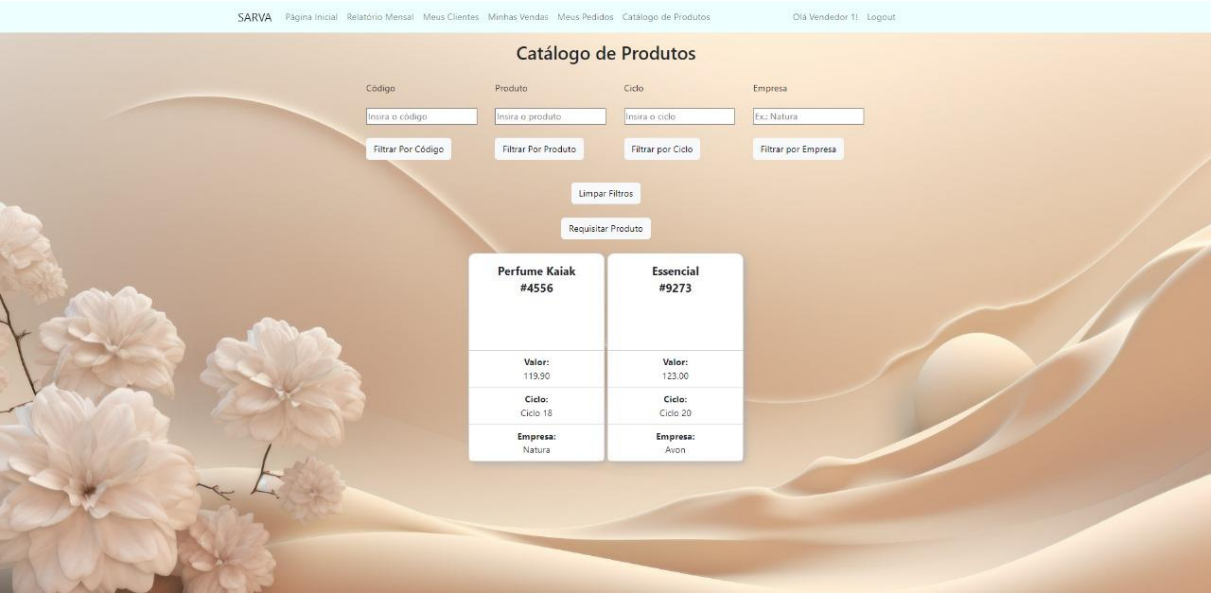 SARVA Página Inicial Relatório Mensal Meus Clientes Minhas Vendas Meus Pedidos Catálogo de Produtos Olá Vendedor 1! Logout
Catálogo de Produtos
Código Produto Ciclo Empresa
Insira o código Insira o produto Insira o ciclo Ex.: Natura
Filtrar Por Código Filtrar Por Produto Filtrar por Ciclo Filtrar por Empresa
Limpar Filtros
Requisitar Produto
Perfume Kaiak
#4556
Valor:
119.90
Ciclo:
Ciclo 18
Empresa:
Natura
Essencial
#9273
Valor:
123.00
Ciclo:
Ciclo 20
Empresa:
Avon